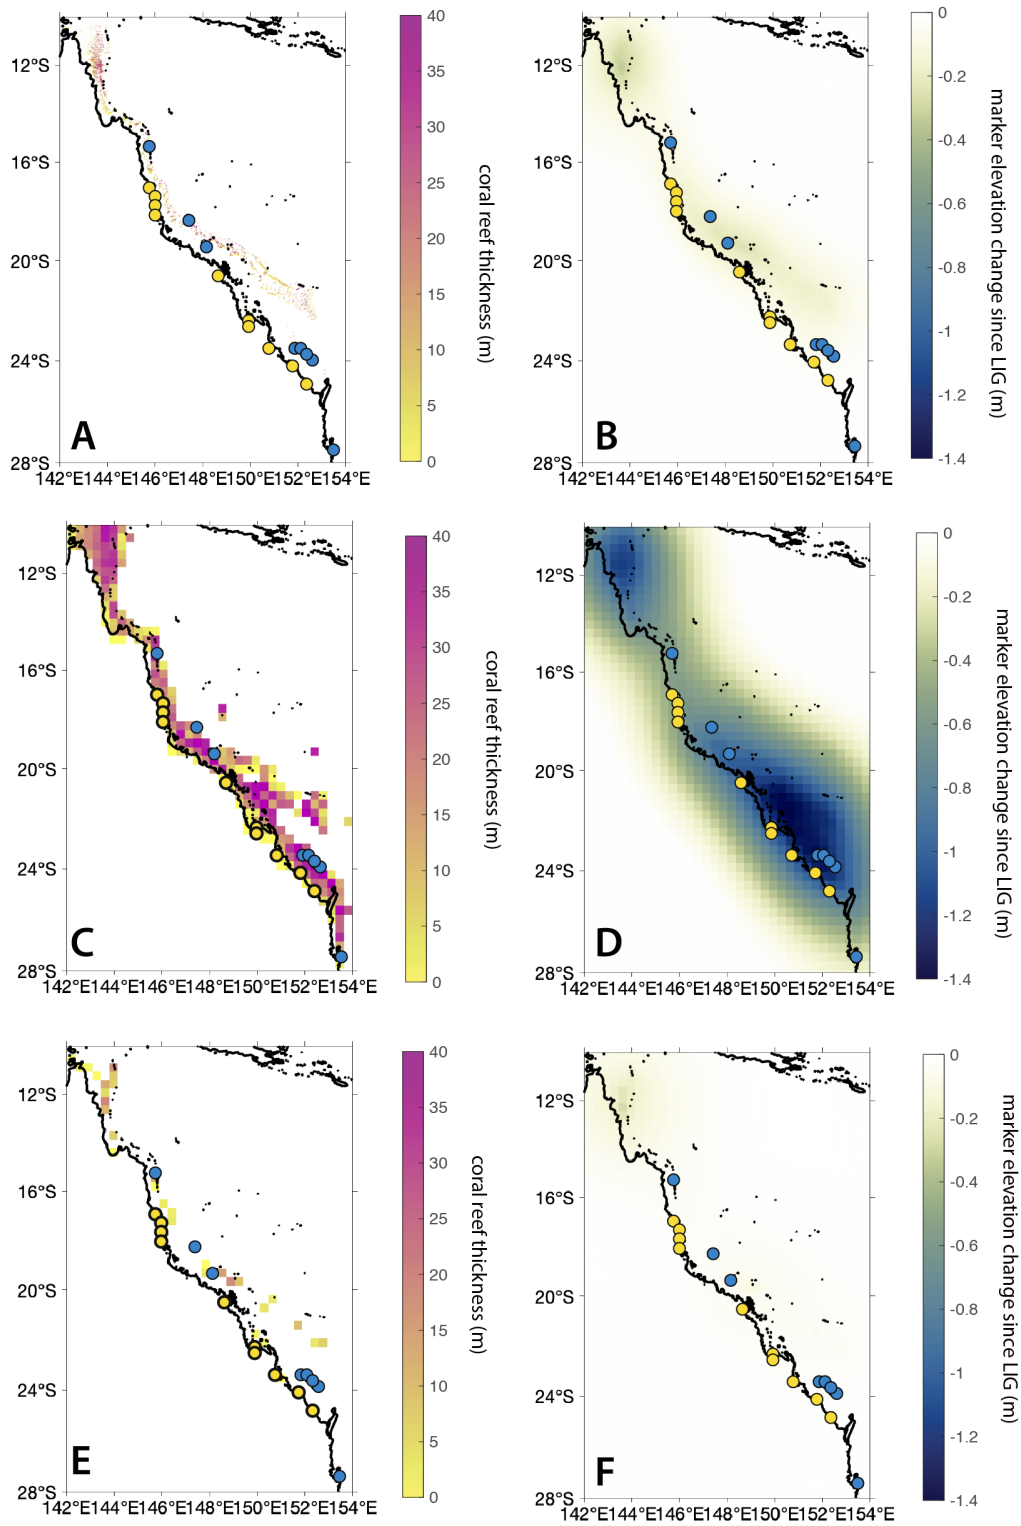 40
35
30
25
20
15
10
5
0
coral reef thickness (m)
12°S
16°S
20°S
24°S
28°S
142°E144°E146°E148°E150°E152°E154°E
A
0
-0.2
-0.4
-0.6
-0.8
-1
-1.2
-1.4
marker elevation change since LIG (m)
12°S
16°S
20°S
24°S
28°S
142°E144°E146°E148°E150°E152°E154°E
B
40
35
30
25
20
15
10
5
0
coral reef thickness (m)
12°S
16°S
20°S
24°S
28°S
142°E144°E146°E148°E150°E152°E154°E
C
0
-0.2
-0.4
-0.6
-0.8
-1
-1.2
-1.4
marker elevation change since LIG (m)
12°S
16°S
20°S
24°S
28°S
142°E144°E146°E148°E150°E152°E154°E
D
40
35
30
25
20
15
10
5
0
coral reef thickness (m)
12°S
16°S
20°S
24°S
28°S
142°E144°E146°E148°E150°E152°E154°E
E
0
-0.2
-0.4
-0.6
-0.8
-1
-1.2
-1.4
marker elevation change since LIG (m)
12°S
16°S
20°S
24°S
28°S
142°E144°E146°E148°E150°E152°E154°E
F